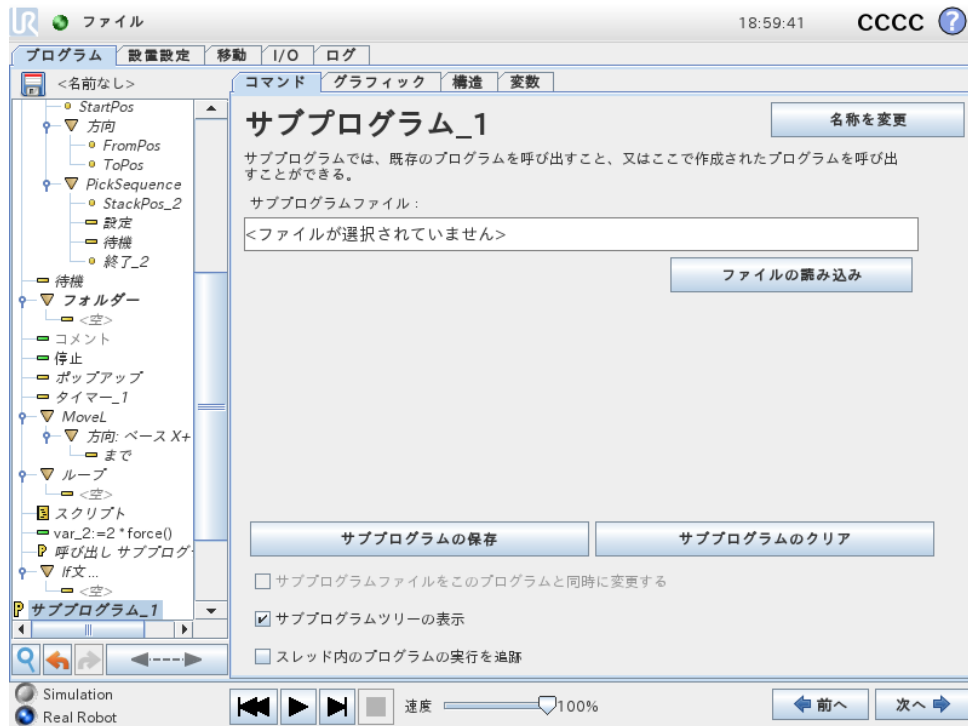 UR ファイル 18:59:41 CCCC ?
プログラム 設置設定 移動 I/O ログ
<名前なし>
コマンド グラフィック 構造 変数
StartPos
方向
FromPos
ToPos
PickSequence
StackPos_2
設定
待機
終了_2
待機
フォルダー
<空>
コメント
停止
ポップアップ
タイマー_1
MoveL
方向: ベース X+
まで
ループ
<空>
スクリプト
var_2:=2*force()
呼び出し サブプログ
If文...
<空>
サブプログラム_1
サブプログラム_1
名称を変更
サブプログラムでは、既存のプログラムを呼び出すこと、又はここで作成されたプログラムを呼び出
すことができる。
サブプログラムファイル :
<ファイルが選択されていません>
ファイルの読み込み
サブプログラムの保存 サブプログラムのクリア
サブプログラムファイルをこのプログラムと同時に変更する
サブプログラムツリーの表示
スレッド内のプログラムの実行を追跡
Simulation
Real Robot
速度 100%
前へ 次へ